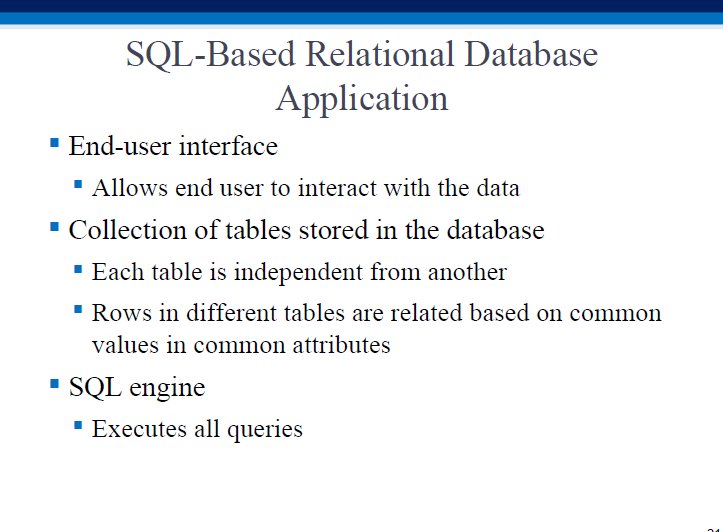 SQL-Based Relational Database
Application
End-user interface
Allows end user to interact with the data
Collection of tables stored in the database
Each table is independent from another
Rows in different tables are related based on common
values in common attributes
SQL engine
Executes all queries